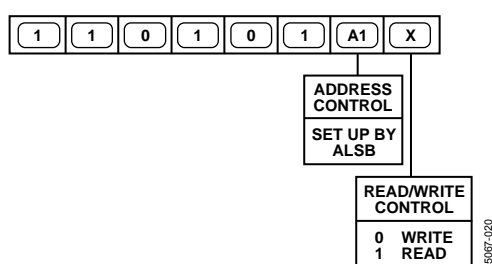 1 1 0 1 0 1 A1 X
ADDRESS
CONTROL
SET UP BY
ALSB
READ/WRITE
CONTROL
0 WRITE
1 READ
5067-020